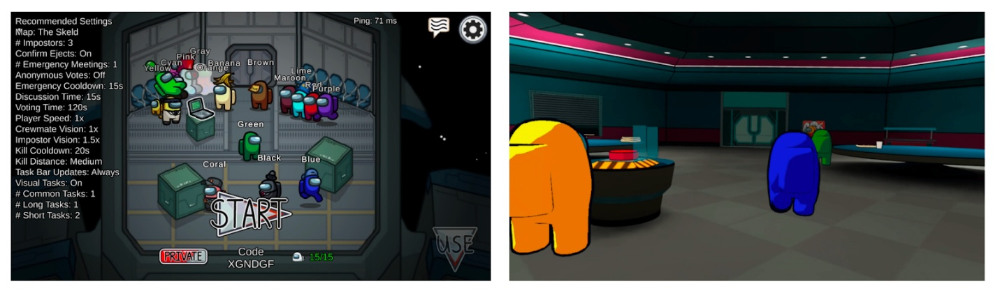 Recommended Settings
Map: The Skeld
# Impostors: 3
Confirm Ejects: On
# Emergency Meetings: 1
Anonymous Votes: Off
Emergency Cooldown: 15s
Discussion Time: 15s
Voting Time: 120s
Player Speed: 1x
Crewmate Vision: 1x
Impostor Vision: 1.5x
Kill Cooldown: 20s
Kill Distance: Medium
Task Bar Updates: Always
Visual Tasks: On
# Common Tasks: 1
# Long Tasks: 1
# Short Tasks: 2
Ping: 71 ms
Gray
Pink
Cyan Banana Brown
Yellow Orange
Lime
Maroon
Red
Purple
Green
Black
Blue
Coral
START
USE
PRIVATE
Code
XGNDGF
15/15